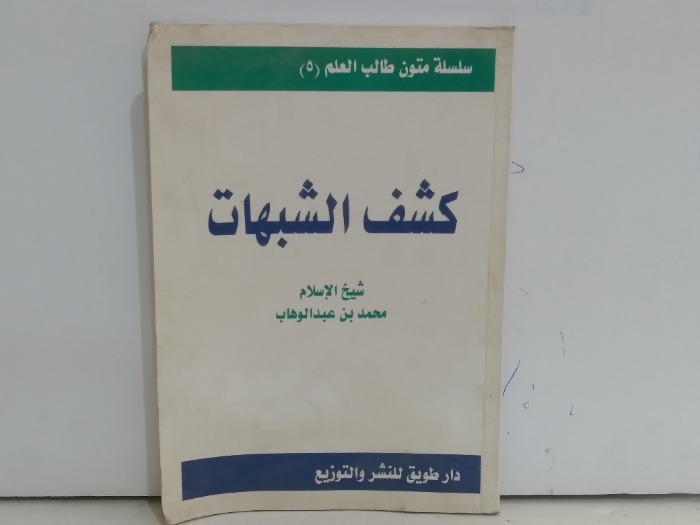 سلسلة متون طالب العلم (٥)
كشف الشبهات
شيخ الإسلام
محمد بن عبدالوهاب
دار طويق للنشر والتوزيع